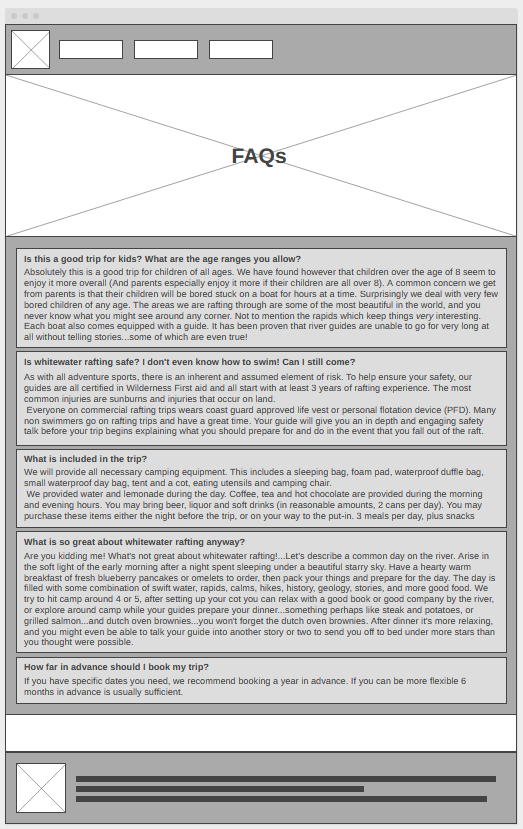 FAQs
Is this a good trip for kids? What are the age ranges you allow?
Absolutely this is a good trip for children of all ages. We have found however that children over the age of 8 seem to
enjoy it more overall (And parents especially enjoy it more if their children are all over 8). A common concern we get
from parents is that their children will be bored stuck on a boat for hours at a time. Surprisingly we deal with very few
bored children of any age. The areas we are rafting through are some of the most beautiful in the world, and you
never know what you might see around any corner. Not to mention the rapids which keep things very interesting.
Each boat also comes equipped with a guide. It has been proven that river guides are unable to go for very long at
all without telling stories...some of which are even true!
Is whitewater rafting safe? I don't even know how to swim! Can I still come?
As with all adventure sports, there is an inherent and assumed element of risk. To help ensure your safety, our
guides are all certified in Wilderness First aid and all start with at least 3 years of rafting experience. The most
common injuries are sunburns and injuries that occur on land.
Everyone on commercial rafting trips wears coast guard approved life vest or personal flotation device (PFD). Many
non swimmers go on rafting trips and have a great time. Your guide will give you an in depth and engaging safety
talk before your trip begins explaining what you should prepare for and do in the event that you fall out of the raft.
What is included in the trip?
We will provide all necessary camping equipment. This includes a sleeping bag, foam pad, waterproof duffle bag,
small waterproof day bag, tent and a cot, eating utensils and camping chair.
We provided water and lemonade during the day. Coffee, tea and hot chocolate are provided during the morning
and evening hours. You may bring beer, liquor and soft drinks (in reasonable amounts, 2 cans per day). You may
purchase these items either the night before the trip, or on your way to the put-in. 3 meals per day, plus snacks
What is so great about whitewater rafting anyway?
Are you kidding me! What's not great about whitewater rafting!...Let's describe a common day on the river. Arise in
the soft light of the early morning after a night spent sleeping under a beautiful starry sky. Have a hearty warm
breakfast of fresh blueberry pancakes or omelets to order, then pack your things and prepare for the day. The day is
filled with some combination of swift water, rapids, calms, hikes, history, geology, stories, and more good food. We
try to hit camp around 4 or 5, after setting up your cot you can relax with a good book or good company by the river,
or explore around camp while your guides prepare your dinner...something perhaps like steak and potatoes, or
grilled salmon...and dutch oven brownies...you won't forget the dutch oven brownies. After dinner it's more relaxing,
and you might even be able to talk your guide into another story or two to send you off to bed under more stars than
you thought were possible.
How far in advance should I book my trip?
If you have specific dates you need, we recommend booking a year in advance. If you can be more flexible 6
months in advance is usually sufficient.